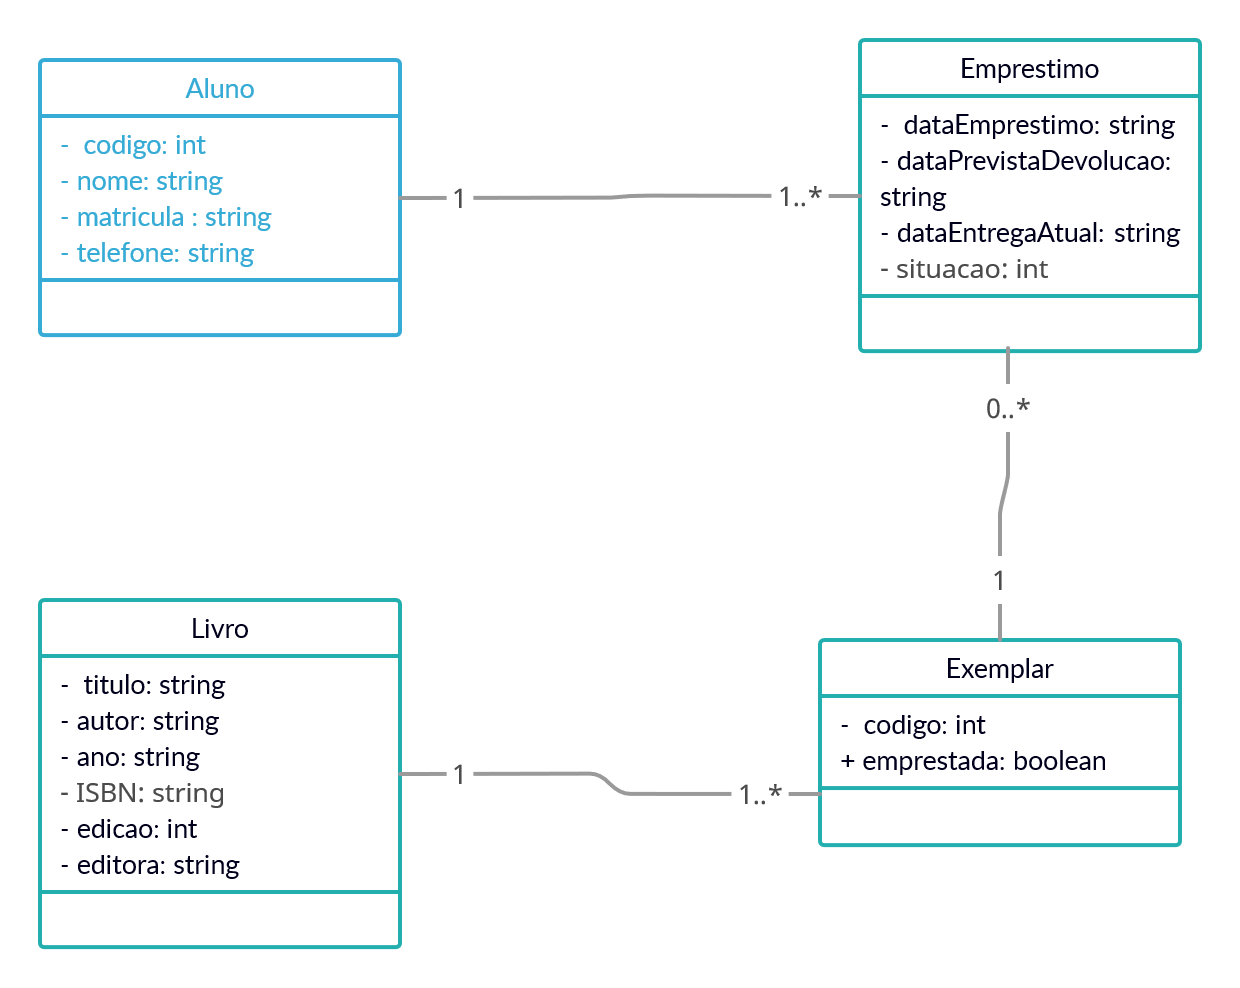 Aluno
- codigo: int
- nome: string
- matricula : string
- telefone: string
1
1..*
Emprestimo
- dataEmprestimo: string
- dataPrevistaDevolucao:
string
- dataEntregaAtual: string
- situacao: int
0..*
1
Livro
- titulo: string
- autor: string
- ano: string
- ISBN: string
- edicao: int
- editora: string
1
1..*
Exemplar
- codigo: int
+ emprestada: boolean